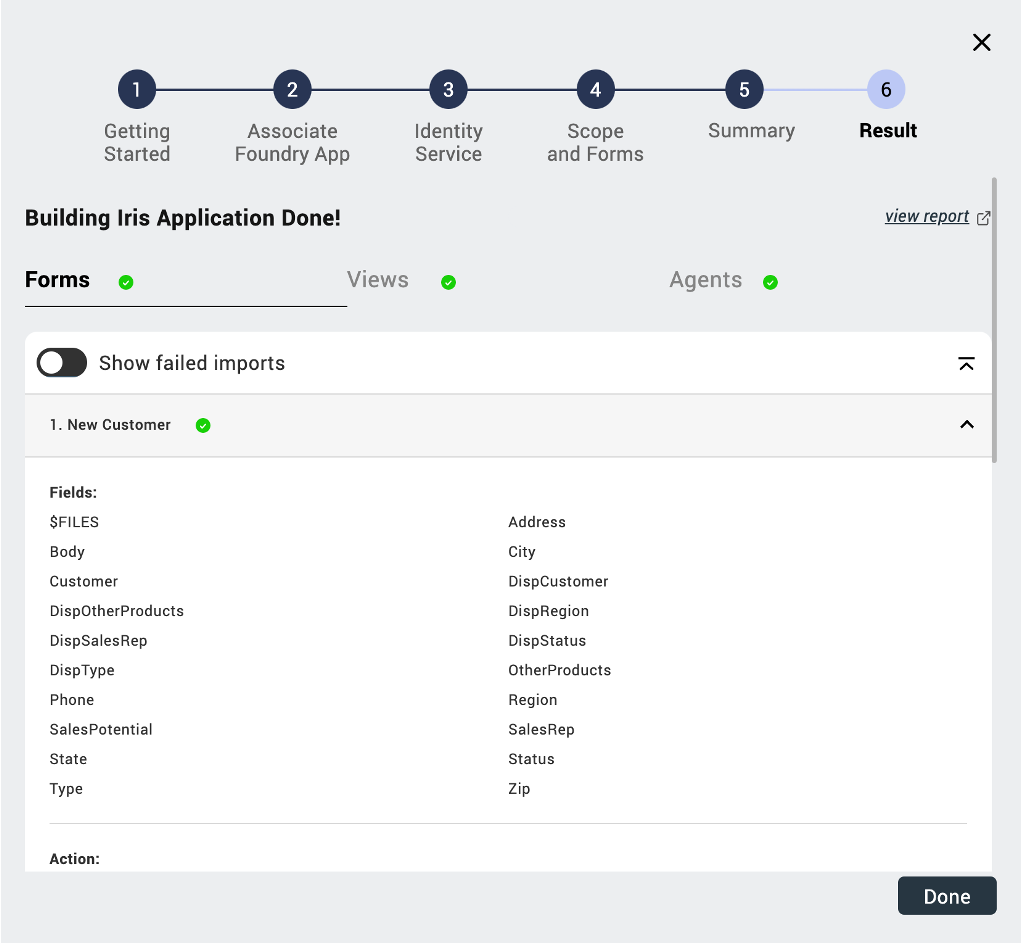 1 2 3 4 5 6
Getting Started
Associate Foundry App
Identity Service
Scope and Forms
Summary
Result
Building Iris Application Done!
view report
Forms Views Agents
Show failed imports
1. New Customer
Fields:
$FILES Address
Body City
Customer DispCustomer
DispOtherProducts DispRegion
DispSalesRep DispStatus
DispType OtherProducts
Phone Region
SalesPotential SalesRep
State Status
Type Zip
Action:
Done